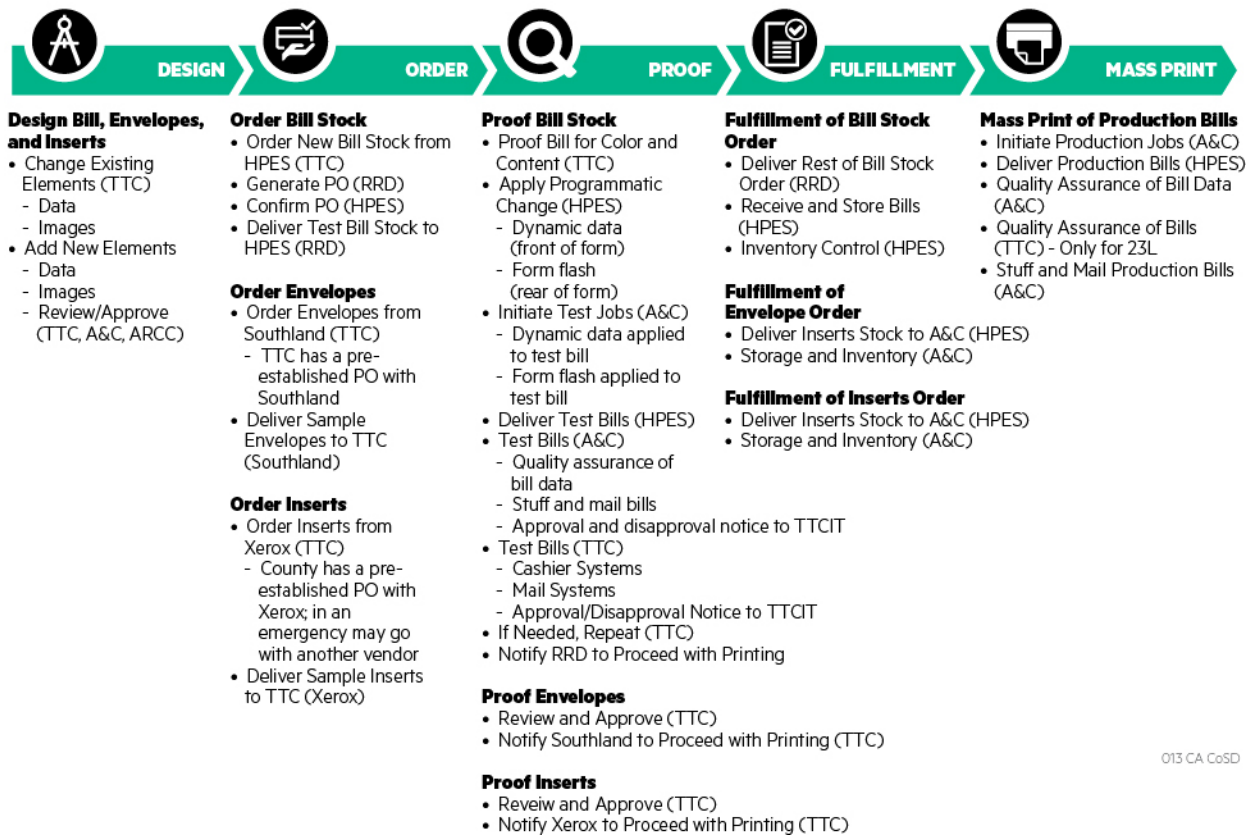 DESIGN
ORDER
PROOF
FULFILLMENT
MASS PRINT
Design Bill, Envelopes,
and Inserts
• Change Existing
Elements (TTC)
- Data
- Images
• Add New Elements
- Data
- Images
- Review/Approve
(TTC, A&C, ARCC)
Order Bill Stock
• Order New Bill Stock from
HPES (TTC)
• Generate PO (RRD)
• Confirm PO (HPES)
• Deliver Test Bill Stock to
HPES (RRD)
Order Envelopes
• Order Envelopes from
Southland (TTC)
- TTC has a pre-
established PO with
Southland
• Deliver Sample
Envelopes to TTC
(Southland)
Order Inserts
• Order Inserts from
Xerox (TTC)
- County has a pre-
established PO with
Xerox; in an
emergency may go
with another vendor
• Deliver Sample Inserts
to TTC (Xerox)
Proof Bill Stock
• Proof Bill for Color and
Content (TTC)
• Apply Programmatic
Change (HPES)
- Dynamic data
(front of form)
- Form flash
(rear of form)
• Initiate Test Jobs (A&C)
- Dynamic data applied
to test bill
- Form flash applied to
test bill
• Deliver Test Bills (HPES)
• Test Bills (A&C)
- Quality assurance of
bill data
- Stuff and mail bills
- Approval and disapproval notice to TTCIT
• Test Bills (TTC)
- Cashier Systems
- Mail Systems
- Approval/Disapproval Notice to TTCIT
• If Needed, Repeat (TTC)
• Notify RRD to Proceed with Printing
Proof Envelopes
• Review and Approve (TTC)
• Notify Southland to Proceed with Printing (TTC)
Proof Inserts
• Reveiw and Approve (TTC)
• Notify Xerox to Proceed with Printing (TTC)
Fulfillment of Bill Stock
Order
• Deliver Rest of Bill Stock
Order (RRD)
• Receive and Store Bills
(HPES)
• Inventory Control (HPES)
Fulfillment of
Envelope Order
• Deliver Inserts Stock to A&C (HPES)
• Storage and Inventory (A&C)
Fulfillment of Inserts Order
• Deliver Inserts Stock to A&C (HPES)
• Storage and Inventory (A&C)
Mass Print of Production Bills
• Initiate Production Jobs (A&C)
• Deliver Production Bills (HPES)
• Quality Assurance of Bill Data
(A&C)
• Quality Assurance of Bills
(TTC) - Only for 23L
• Stuff and Mail Production Bills
(A&C)
013 CA CoSD